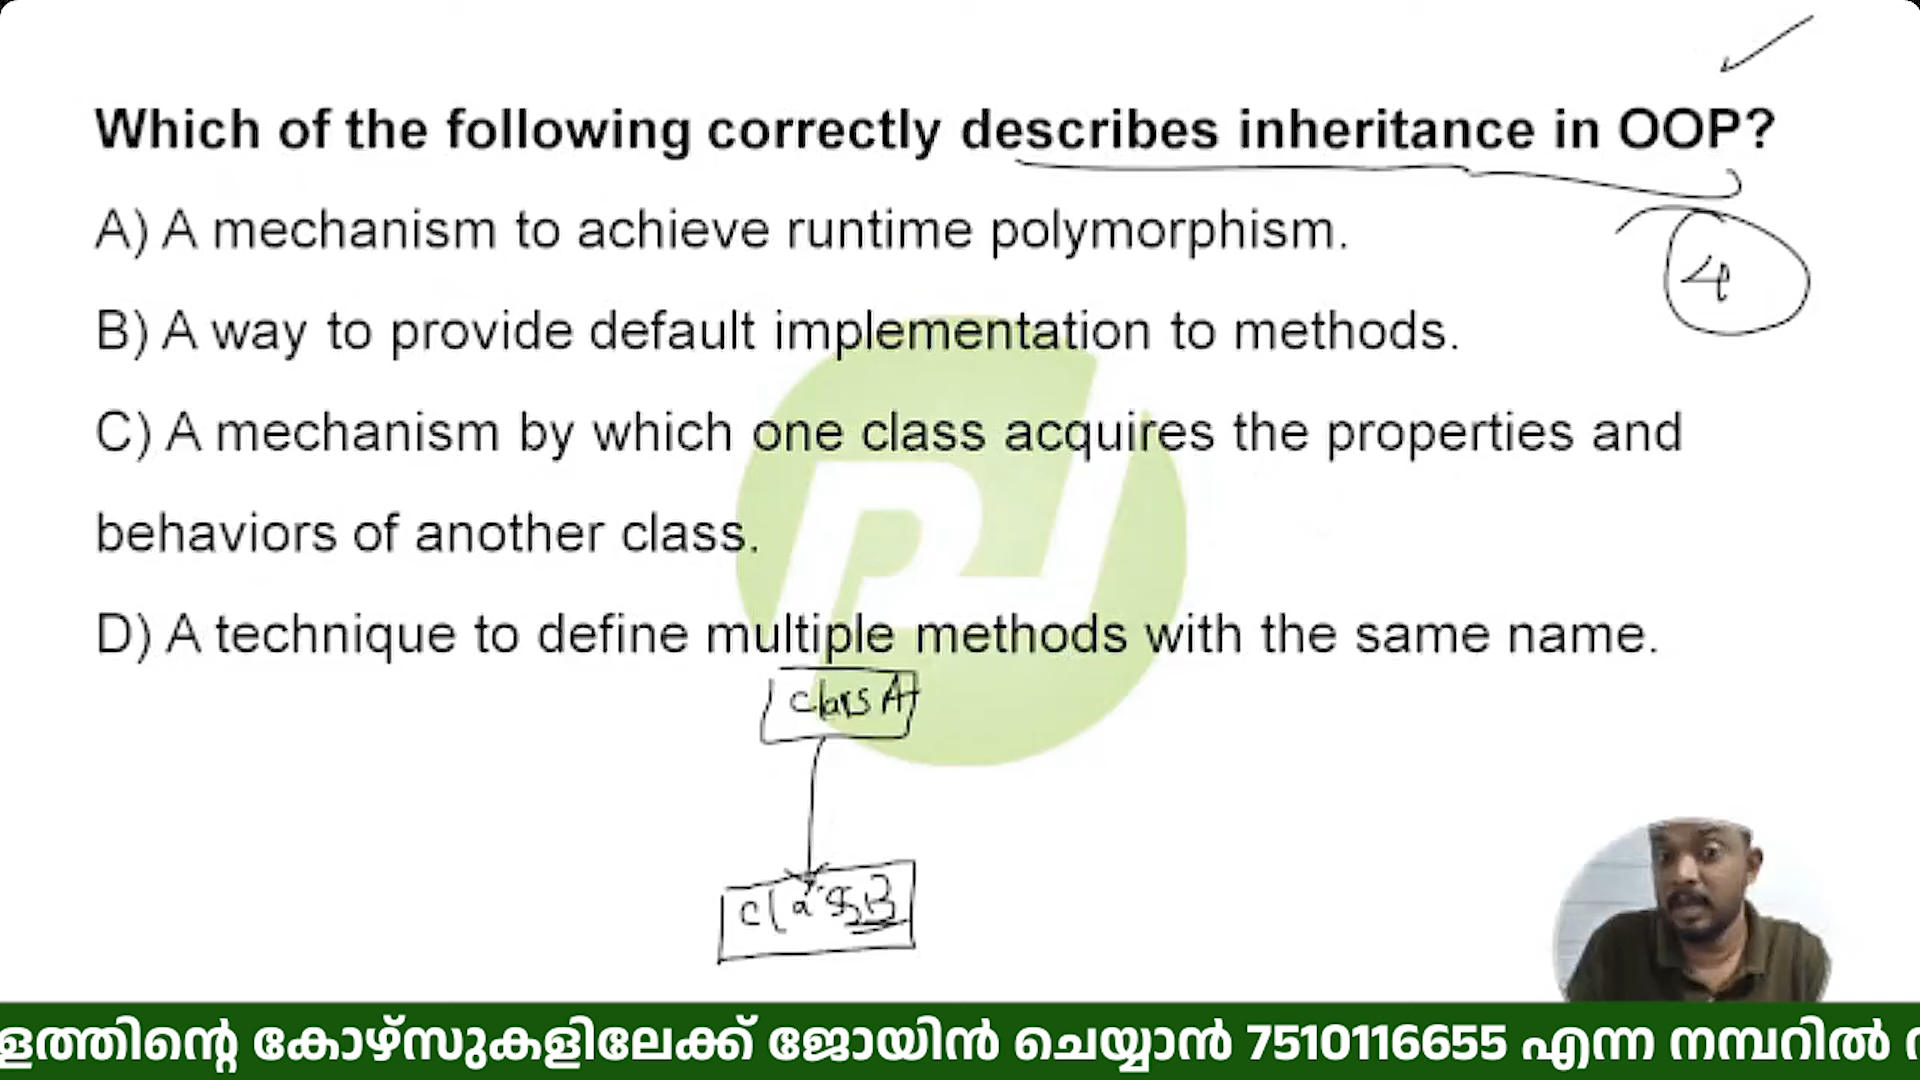 Which of the following correctly describes inheritance in OOP?
A) A mechanism to achieve runtime polymorphism.
4
B) A way to provide default implementation to methods.
C) A mechanism by which one class acquires the properties and
behaviors of another class.
D) A technique to define multiple methods with the same name.
class A
class B
ളത്തിന്റെ കോഴ്സുകളിലേക്ക് ജോയിൻ ചെയ്യാൻ 7510116655 എന്ന നമ്പറിൽ